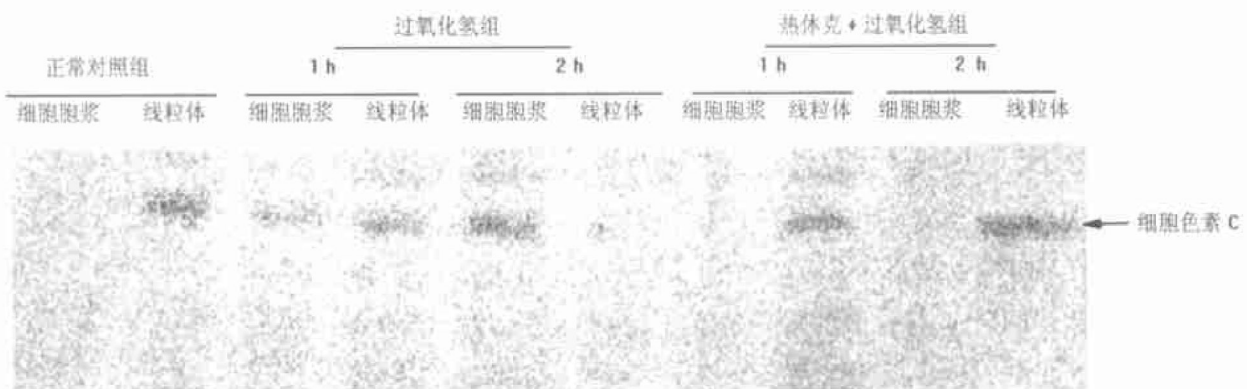 过氧化氢组 热休克+过氧化氢组
正常对照组 1 h 2 h 1 h 2 h
细胞胞浆 线粒体 细胞胞浆 线粒体 细胞胞浆 线粒体 细胞胞浆 线粒体 细胞胞浆 线粒体
细胞色素 C